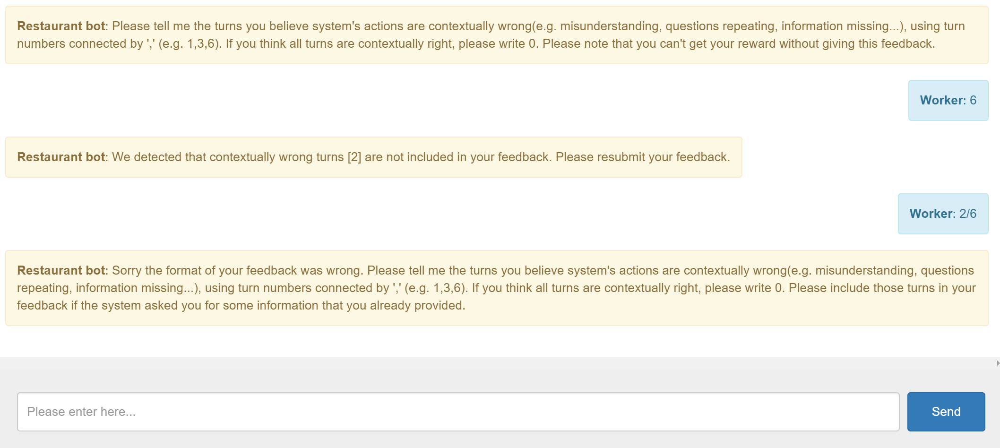 Restaurant bot: Please tell me the turns you believe system's actions are contextually wrong(e.g. misunderstanding, questions repeating, information missing...), using turn
numbers connected by ',' (e.g. 1,3,6). If you think all turns are contextually right, please write 0. Please note that you can't get your reward without giving this feedback.
Worker: 6
Restaurant bot: We detected that contextually wrong turns [2] are not included in your feedback. Please resubmit your feedback.
Worker: 2/6
Restaurant bot: Sorry the format of your feedback was wrong. Please tell me the turns you believe system's actions are contextually wrong(e.g. misunderstanding, questions
repeating, information missing...), using turn numbers connected by ',' (e.g. 1,3,6). If you think all turns are contextually right, please write 0. Please include those turns in your
feedback if the system asked you for some information that you already provided.
Please enter here...
Send